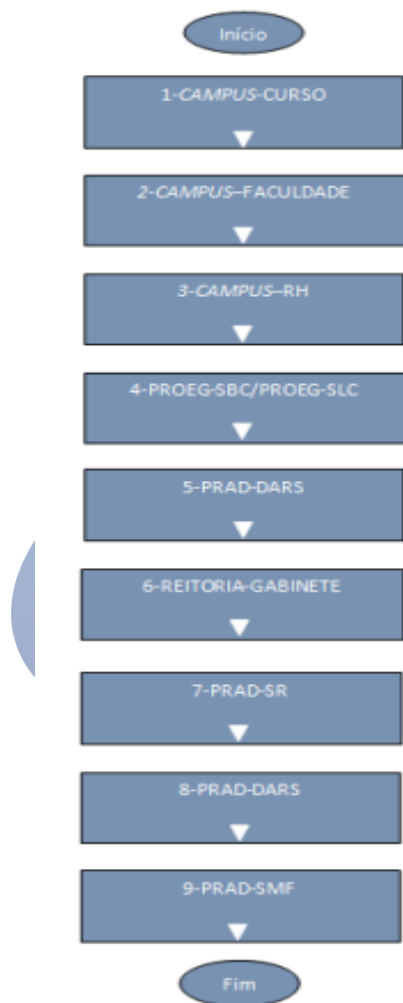 Início
1-CAMPUS-CURSO
2-CAMPUS–FACULDADE
3-CAMPUS–RH
4-PROEG-SBC/PROEG-SLC
5-PRAD-DARS
6-REITORIA-GABINETE
7-PRAD-SR
8-PRAD-DARS
9-PRAD-SMF
Fim